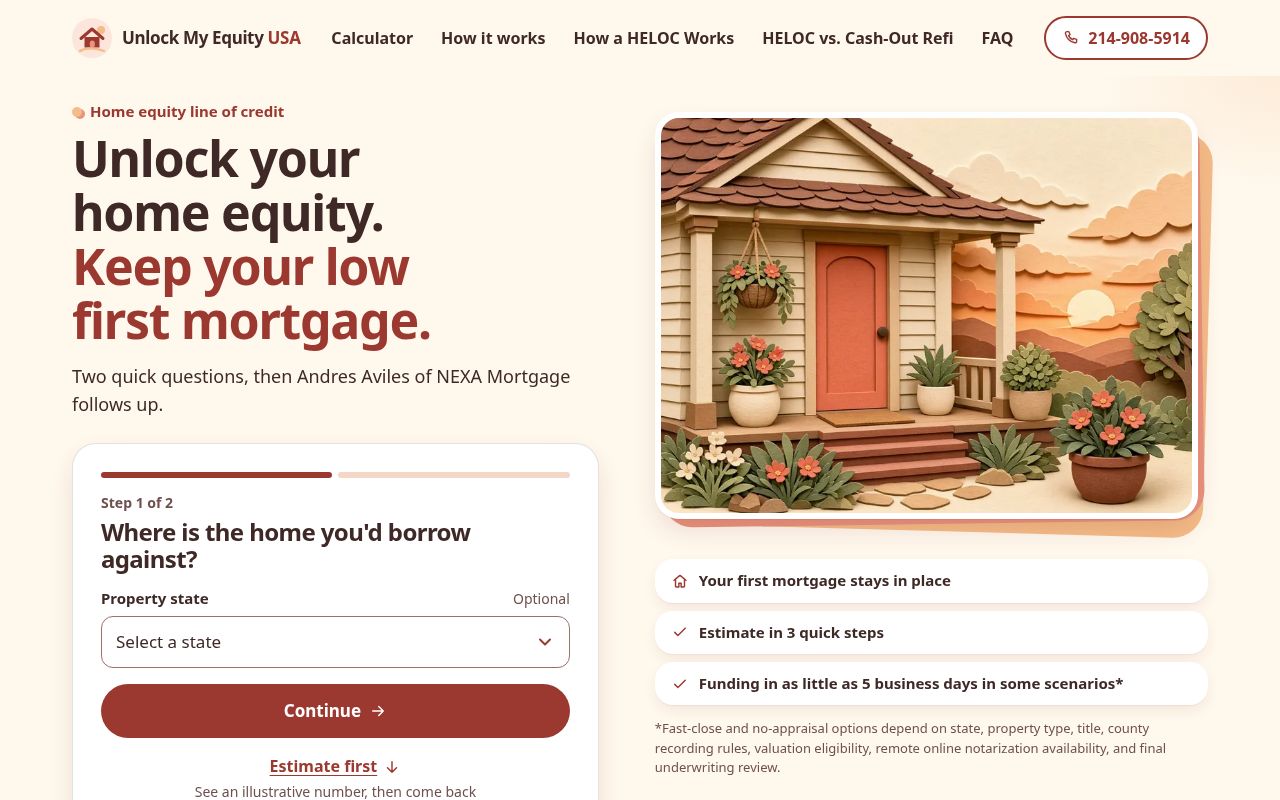 Unlock My Equity USA
Calculator
How it works
How a HELOC Works
HELOC vs. Cash-Out Refi
FAQ
214-908-5914
Home equity line of credit
Unlock your
home equity.
Keep your low
first mortgage.
Two quick questions, then Andres Aviles of NEXA Mortgage
follows up.
Step 1 of 2
Where is the home you'd borrow
against?
Property state
Optional
Select a state
Continue
Estimate first
See an illustrative number, then come back
Your first mortgage stays in place
Estimate in 3 quick steps
Funding in as little as 5 business days in some scenarios*
*Fast-close and no-appraisal options depend on state, property type, title, county
recording rules, valuation eligibility, remote online notarization availability, and final
underwriting review.